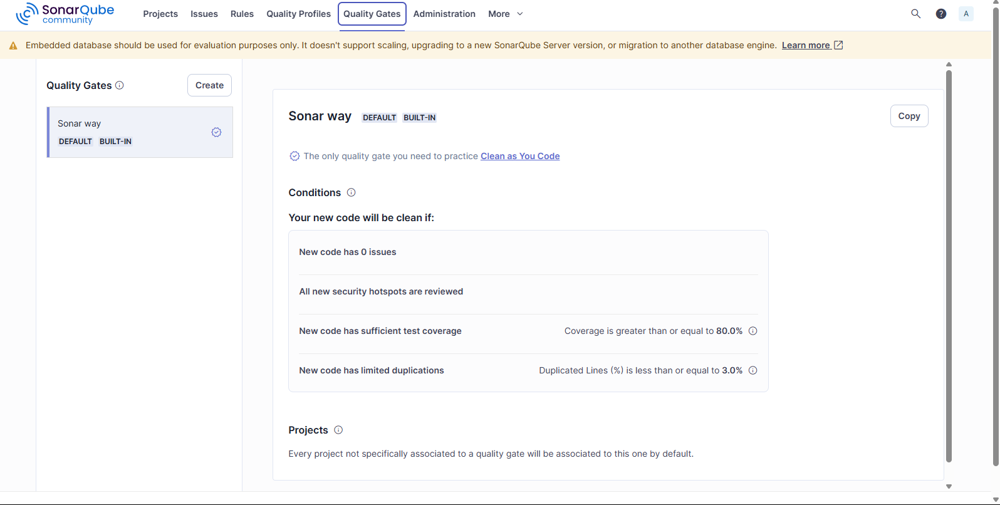 SonarQube
community
Projects
Issues
Rules
Quality Profiles
Quality Gates
Administration
More
?
A
Embedded database should be used for evaluation purposes only. It doesn't support scaling, upgrading to a new SonarQube Server version, or migration to another database engine. Learn more
Quality Gates
Create
Sonar way
DEFAULT BUILT-IN
Sonar way DEFAULT BUILT-IN
Copy
The only quality gate you need to practice Clean as You Code
Conditions
Your new code will be clean if:
New code has 0 issues
All new security hotspots are reviewed
New code has sufficient test coverage Coverage is greater than or equal to 80.0%
New code has limited duplications Duplicated Lines (%) is less than or equal to 3.0%
Projects
Every project not specifically associated to a quality gate will be associated to this one by default.